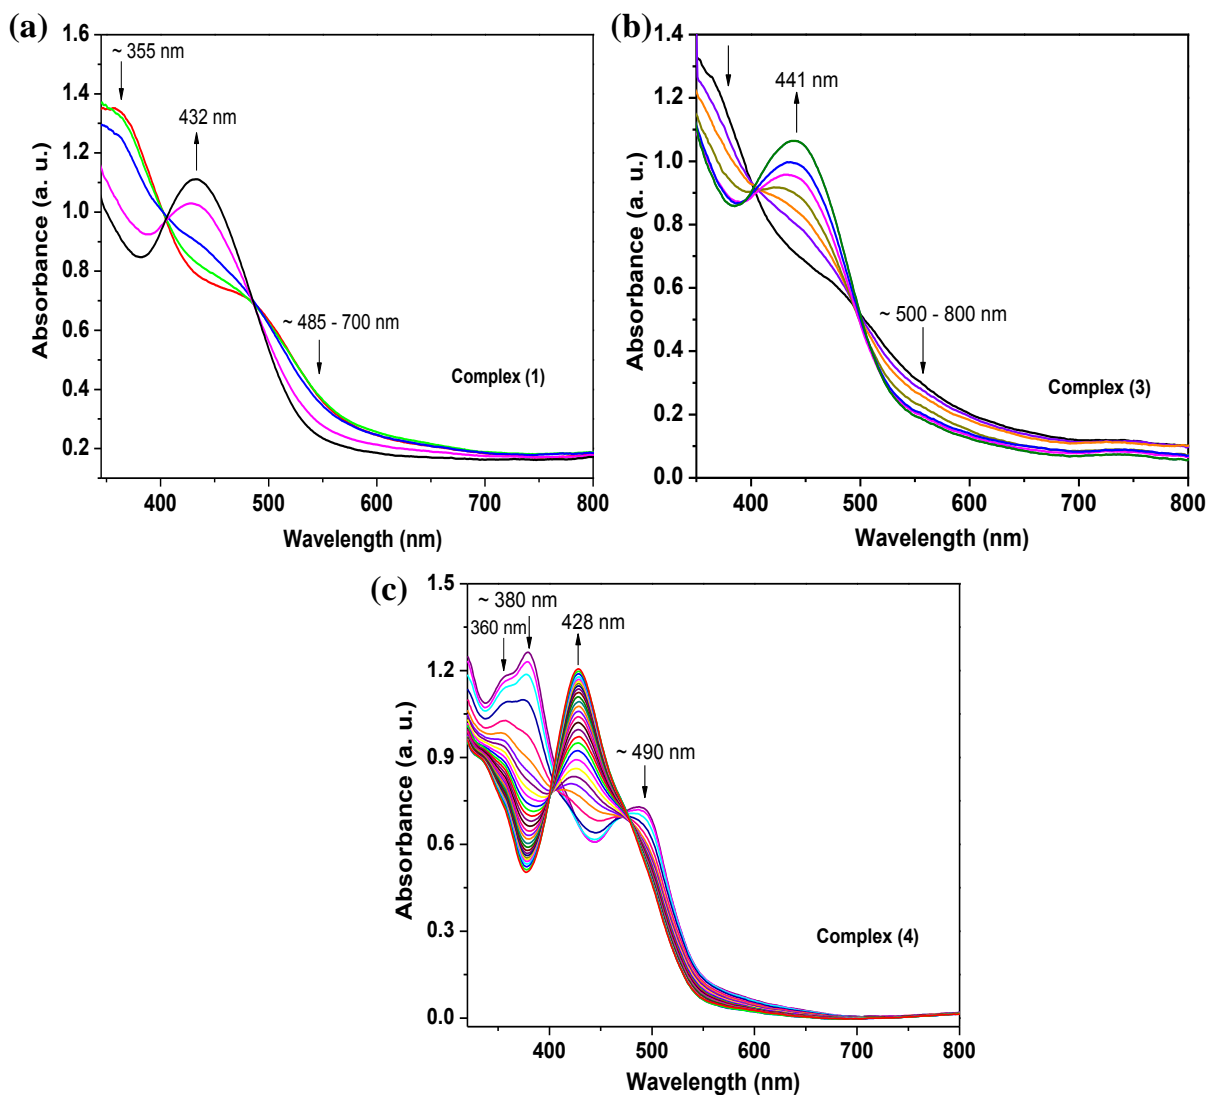 (a)
1.6
1.4
1.2
1.0
0.8
0.6
0.4
0.2
Absorbance (a. u.)
~ 355 nm
432 nm
~ 485 - 700 nm
Complex (1)
400 500 600 700 800
Wavelength (nm)
(b)
1.4
1.2
1.0
0.8
0.6
0.4
0.2
0.0
Absorbance (a. u.)
441 nm
~ 500 - 800 nm
Complex (3)
400 500 600 700 800
Wavelength (nm)
(c)
1.5
1.2
0.9
0.6
0.3
0.0
Absorbance (a. u.)
~ 380 nm
360 nm
428 nm
~ 490 nm
Complex (4)
400 500 600 700 800
Wavelength (nm)